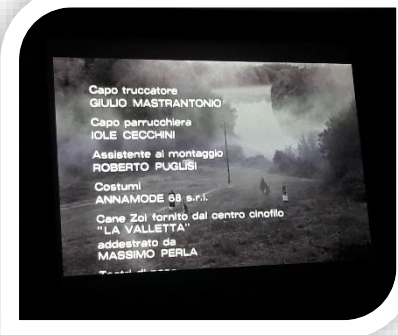 Capo truccatore
GIULIO MASTRANTONIO
Capo parrucchiera
IOLE CECCHINI
Assistente al montaggio
ROBERTO PUGLISI
Costumi
ANNAMODE 68 s.r.l.
Cane Zoi fornito dal centro cinofilo
"LA VALLETTA"
addestrato da
MASSIMO PERLA